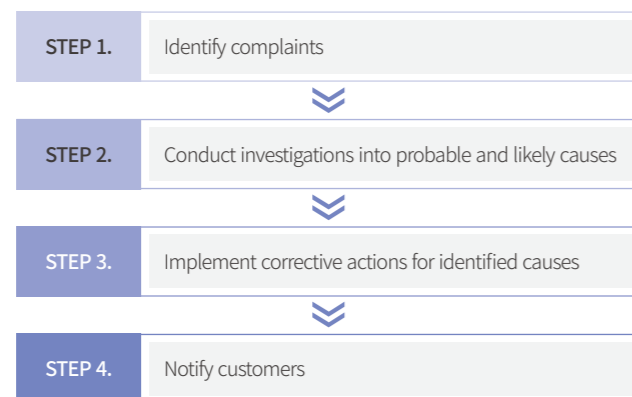 STEP 1. Identify complaints
STEP 2. Conduct investigations into probable and likely causes
STEP 3. Implement corrective actions for identified causes
STEP 4. Notify customers